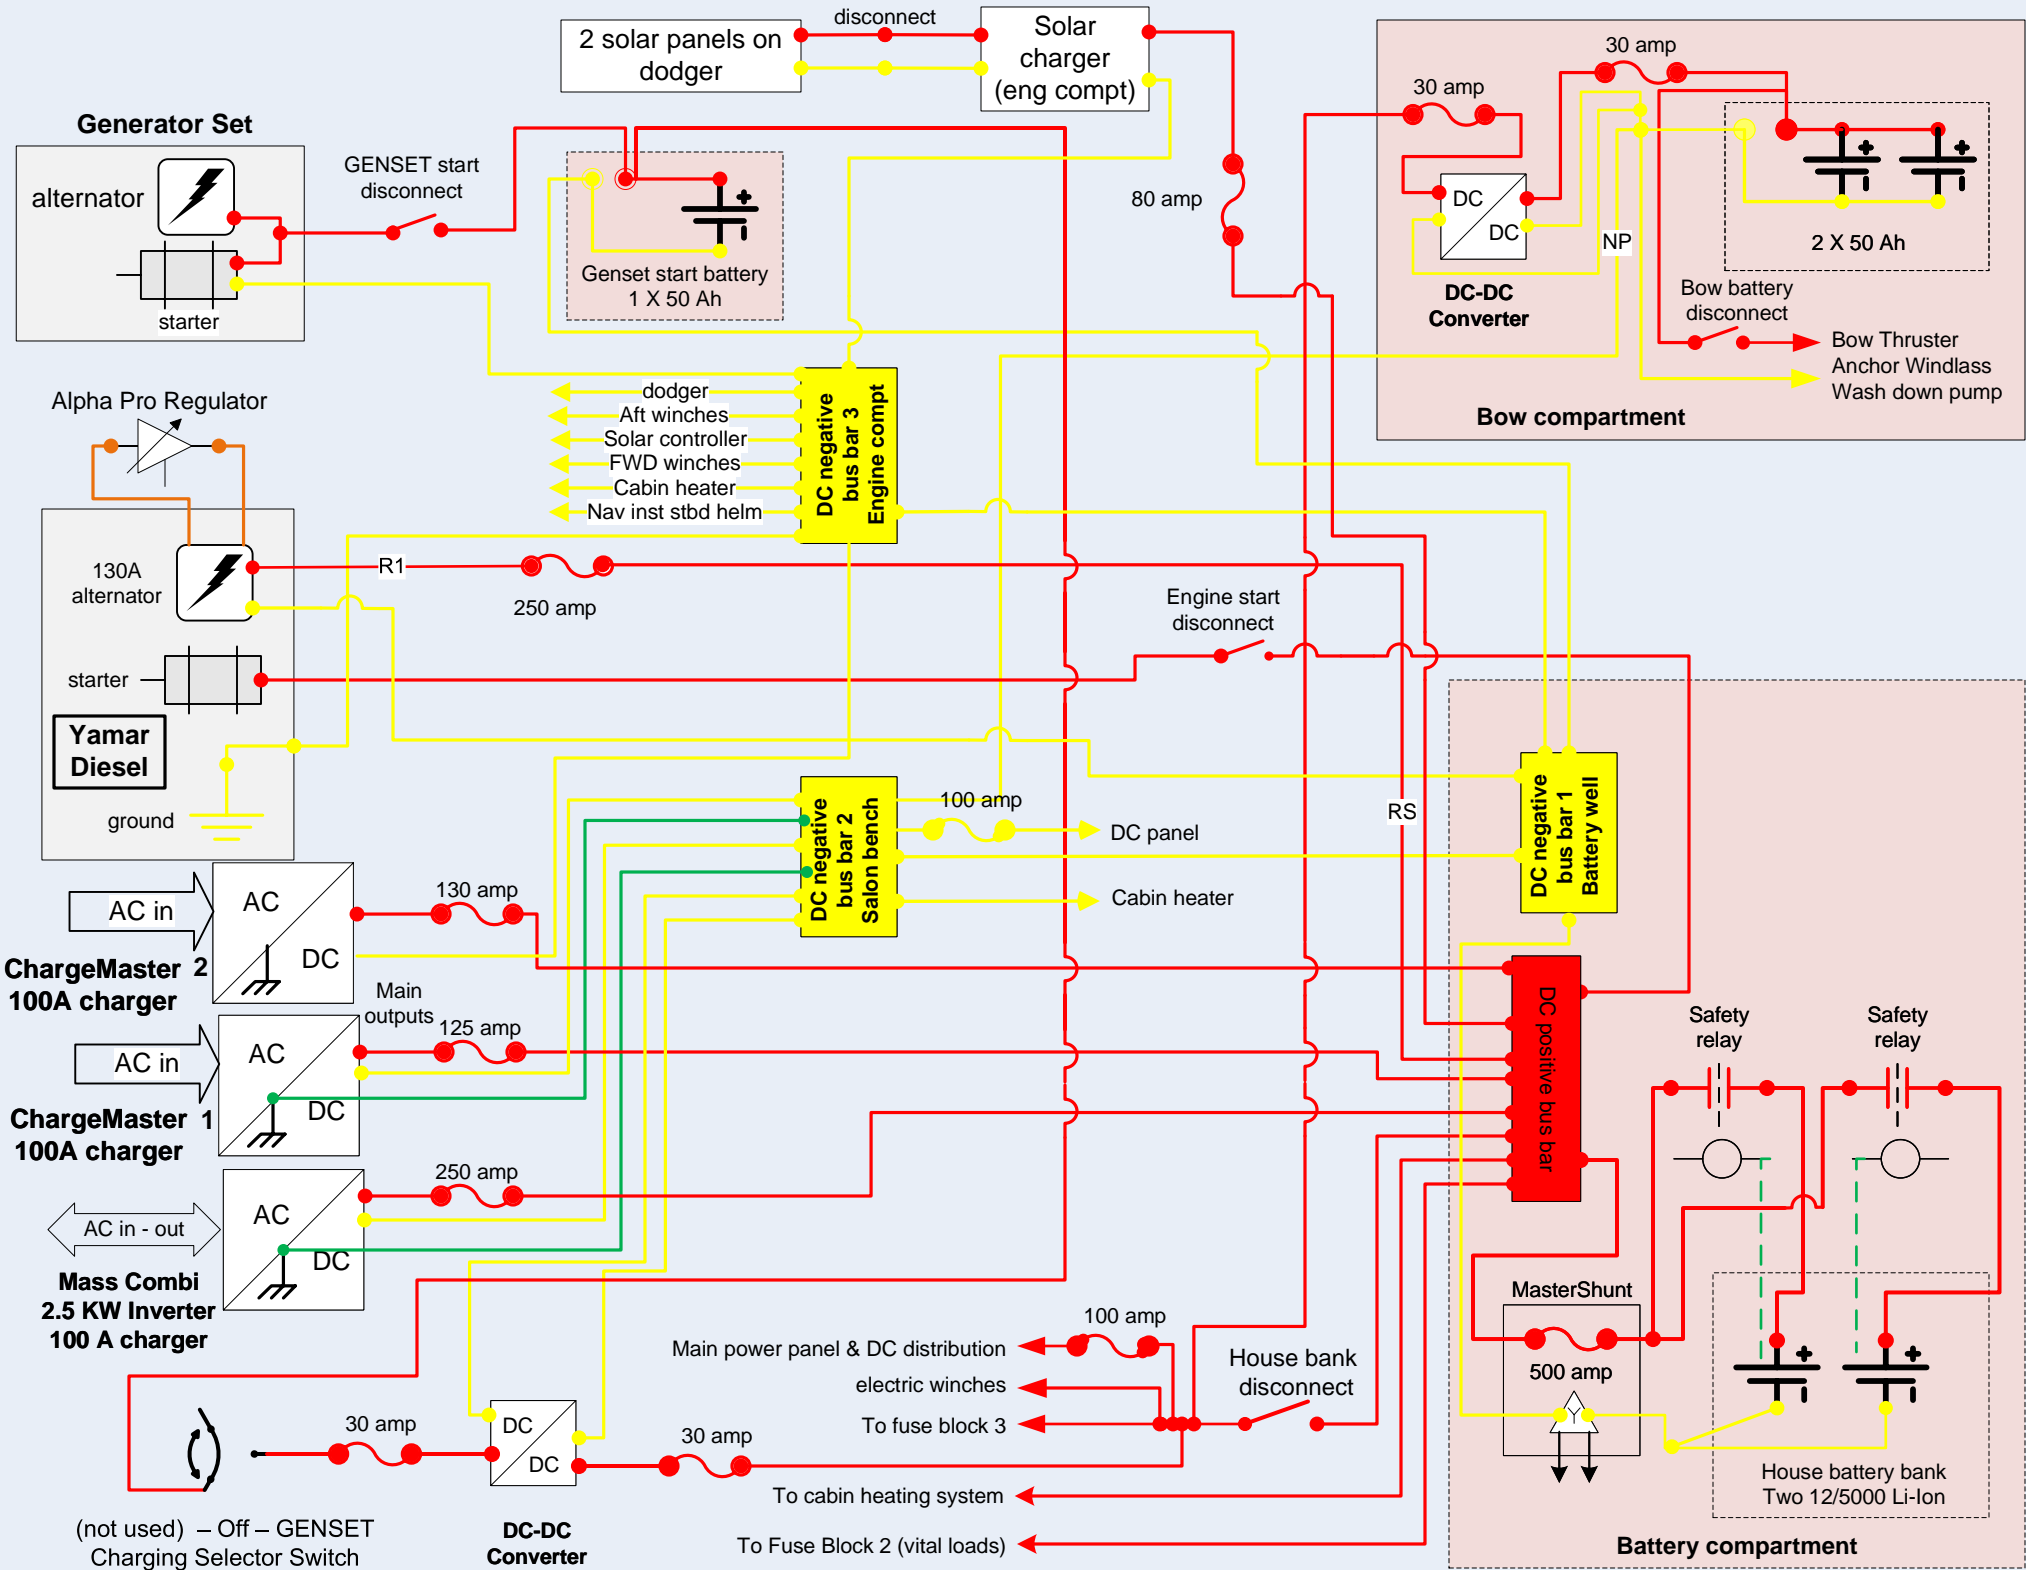 disconnect
2 solar panels on
dodger
Solar
charger
(eng compt)
30 amp
30 amp
Generator Set
GENSET start
disconnect
alternator
starter
Genset start battery
1 X 50 Ah
80 amp
DC
DC
NP
2 X 50 Ah
DC-DC
Converter
Bow battery
disconnect
Bow Thruster
Anchor Windlass
Wash down pump
Bow compartment
Alpha Pro Regulator
dodger
Aft winches
Solar controller
FWD winches
Cabin heater
Nav inst stbd helm
DC negative
bus bar 3
Engine compt
130A
alternator
R1
250 amp
Engine start
disconnect
starter
Yamar
Diesel
ground
DC negative
bus bar 2
Salon bench
100 amp
DC panel
Cabin heater
RS
DC negative
bus bar 1
Battery well
AC in
AC
DC
130 amp
ChargeMaster 2
100A charger
Main
outputs
125 amp
AC in
AC
DC
ChargeMaster 1
100A charger
DC positive bus bar
Safety
relay
Safety
relay
250 amp
AC in - out
AC
DC
Mass Combi
2.5 KW Inverter
100 A charger
MasterShunt
500 amp
100 amp
Main power panel & DC distribution
electric winches
To fuse block 3
House bank
disconnect
30 amp
DC
DC
30 amp
To cabin heating system
To Fuse Block 2 (vital loads)
House battery bank
Two 12/5000 Li-Ion
Battery compartment
(not used) – Off – GENSET
Charging Selector Switch
DC-DC
Converter